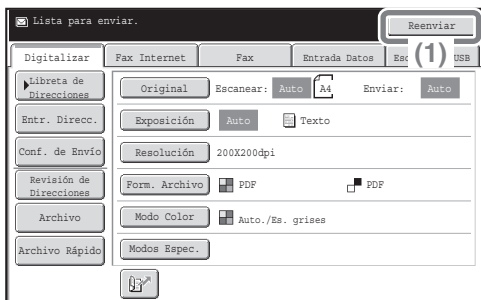 Lista para enviar.
Reenviar
(1)
Digitalizar Fax Internet Fax Entrada Datos USB
Libreta de
Direcciones
Original Escanear: Auto A4 Enviar: Auto
Entr. Direcc.
Exposición Auto Texto
Conf. de Envío
Resolución 200X200dpi
Revisión de
Direcciones
Form. Archivo PDF PDF
Archivo
Modo Color Auto./Es. grises
Archivo Rápido
Modos Espec.